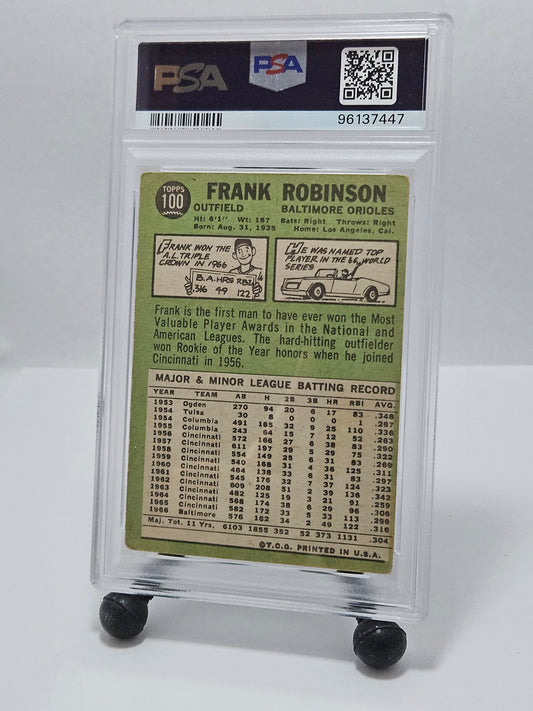 PSA
PSA
96137447
TOPPS
100
FRANK ROBINSON
OUTFIELD BALTIMORE ORIOLES
Ht: 6'1" Wt: 187 Bats: Right Throws: Right
Born: Aug. 31, 1935 Home: Los Angeles, Cal.
FRANK WON THE
A.L. TRIPLE
CROWN IN 1966
B.A. HRS RBI
316 49 122
HE WAS NAMED TOP
PLAYER IN THE 66 WORLD
SERIES
Frank is the first man to have ever won the Most
Valuable Player Awards in the National and
American Leagues. The hard-hitting outfielder
won Rookie of the Year honors when he joined
Cincinnati in 1956.
MAJOR & MINOR LEAGUE BATTING RECORD
YEAR TEAM AB H 2B 3B HR RBI AVG.
1953 Ogden 270 94 20 6 17 83 .348
1954 Tulsa 30 8 0 0 0 1 .267
1954 Columbia 491 165 32 9 25 110 .336
1955 Columbia 243 64 15 7 12 52 .263
1956 Cincinnati 572 166 27 6 38 83 .290
1957 Cincinnati 29 5 29 75 .322
1958 Cincinnati 554 149 25 6 31 83 .269
1959 Cincinnati 540 168 31 4 36 125 .311
1960 Cincinnati 464 138 33 6 31 83 .297
1961 Cincinnati 545 176 32 7 37 124 .323
1962 Cincinnati 609 208 51 2 39 136 .342
1963 Cincinnati 482 125 19 3 21 91 .259
1964 Cincinnati 568 174 38 6 29 96 .306
1965 Cincinnati 582 172 33 5 33 113 .296
1966 Baltimore 576 182 34 2 49 122 .316
Maj. Tot. 11 Yrs. 6103 1855 352 52 373 1131 .304
©T.C.G. PRINTED IN U.S.A.